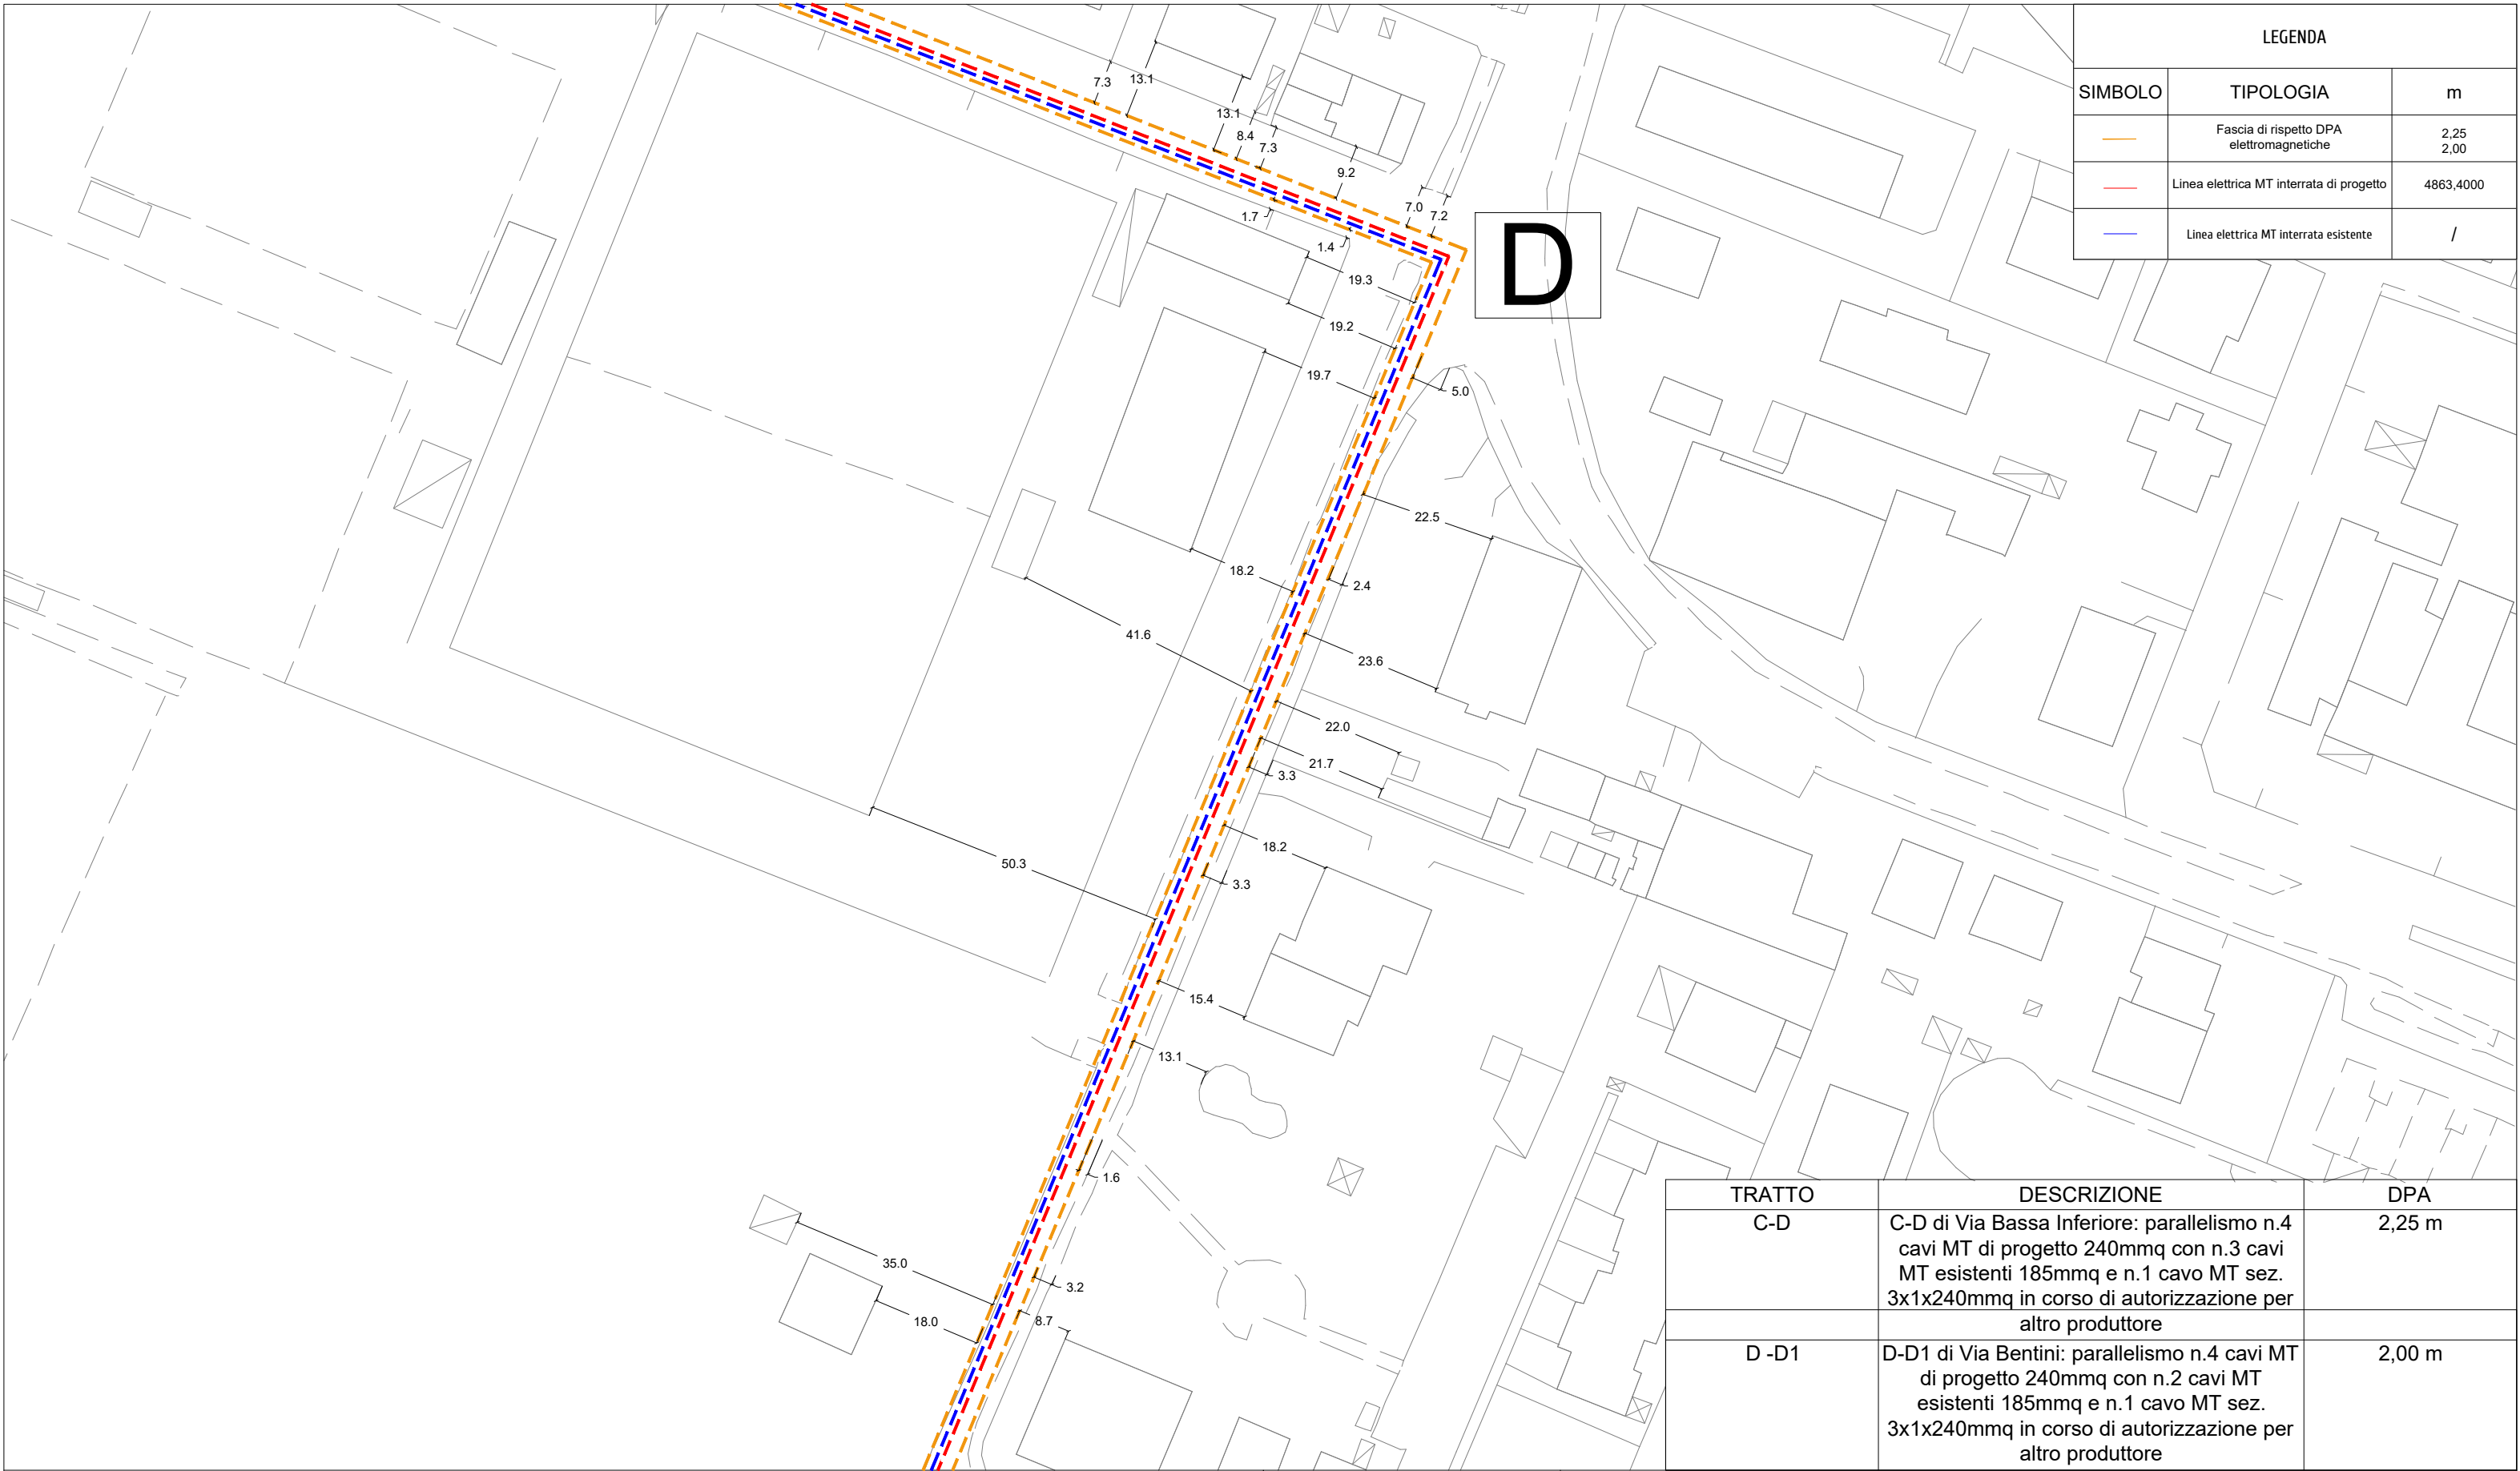 LEGENDA
SIMBOLO TIPOLOGIA m
Fascia di rispetto DPA
elettromagnetiche
2,25
2,00
Linea elettrica MT interrata di progetto 4863,4000
Linea elettrica MT interrata esistente /
7.3
13.1
13.1
8.4
7.3
9.2
7.0
7.2
1.7
1.4
D
19.3
19.2
19.7
5.0
22.5
18.2
2.4
41.6
23.6
22.0
21.7
3.3
18.2
50.3
3.3
15.4
13.1
1.6
35.0
3.2
18.0
8.7
TRATTO DESCRIZIONE DPA
C-D C-D di Via Bassa Inferiore: parallelismo n.4 2,25 m
cavi MT di progetto 240mmq con n.3 cavi
MT esistenti 185mmq e n.1 cavo MT sez.
3x1x240mmq in corso di autorizzazione per
altro produttore
D -D1 D-D1 di Via Bentini: parallelismo n.4 cavi MT 2,00 m
di progetto 240mmq con n.2 cavi MT
esistenti 185mmq e n.1 cavo MT sez.
3x1x240mmq in corso di autorizzazione per
altro produttore